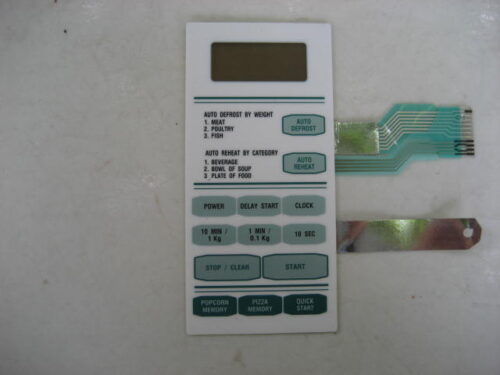 AUTO DEFROST BY WEIGHT
1. MEAT
2. POULTRY
3. FISH
AUTO
DEFROST
AUTO REHEAT BY CATEGORY
1. BEVERAGE
2. BOWL OF SOUP
3. PLATE OF FOOD
AUTO
REHEAT
POWER
DELAY START
CLOCK
10 MIN /
1 Kg
1 MIN /
0.1 Kg
10 SEC
STOP / CLEAR
START
POPCORN
MEMORY
PIZZA
MEMORY
QUICK
START